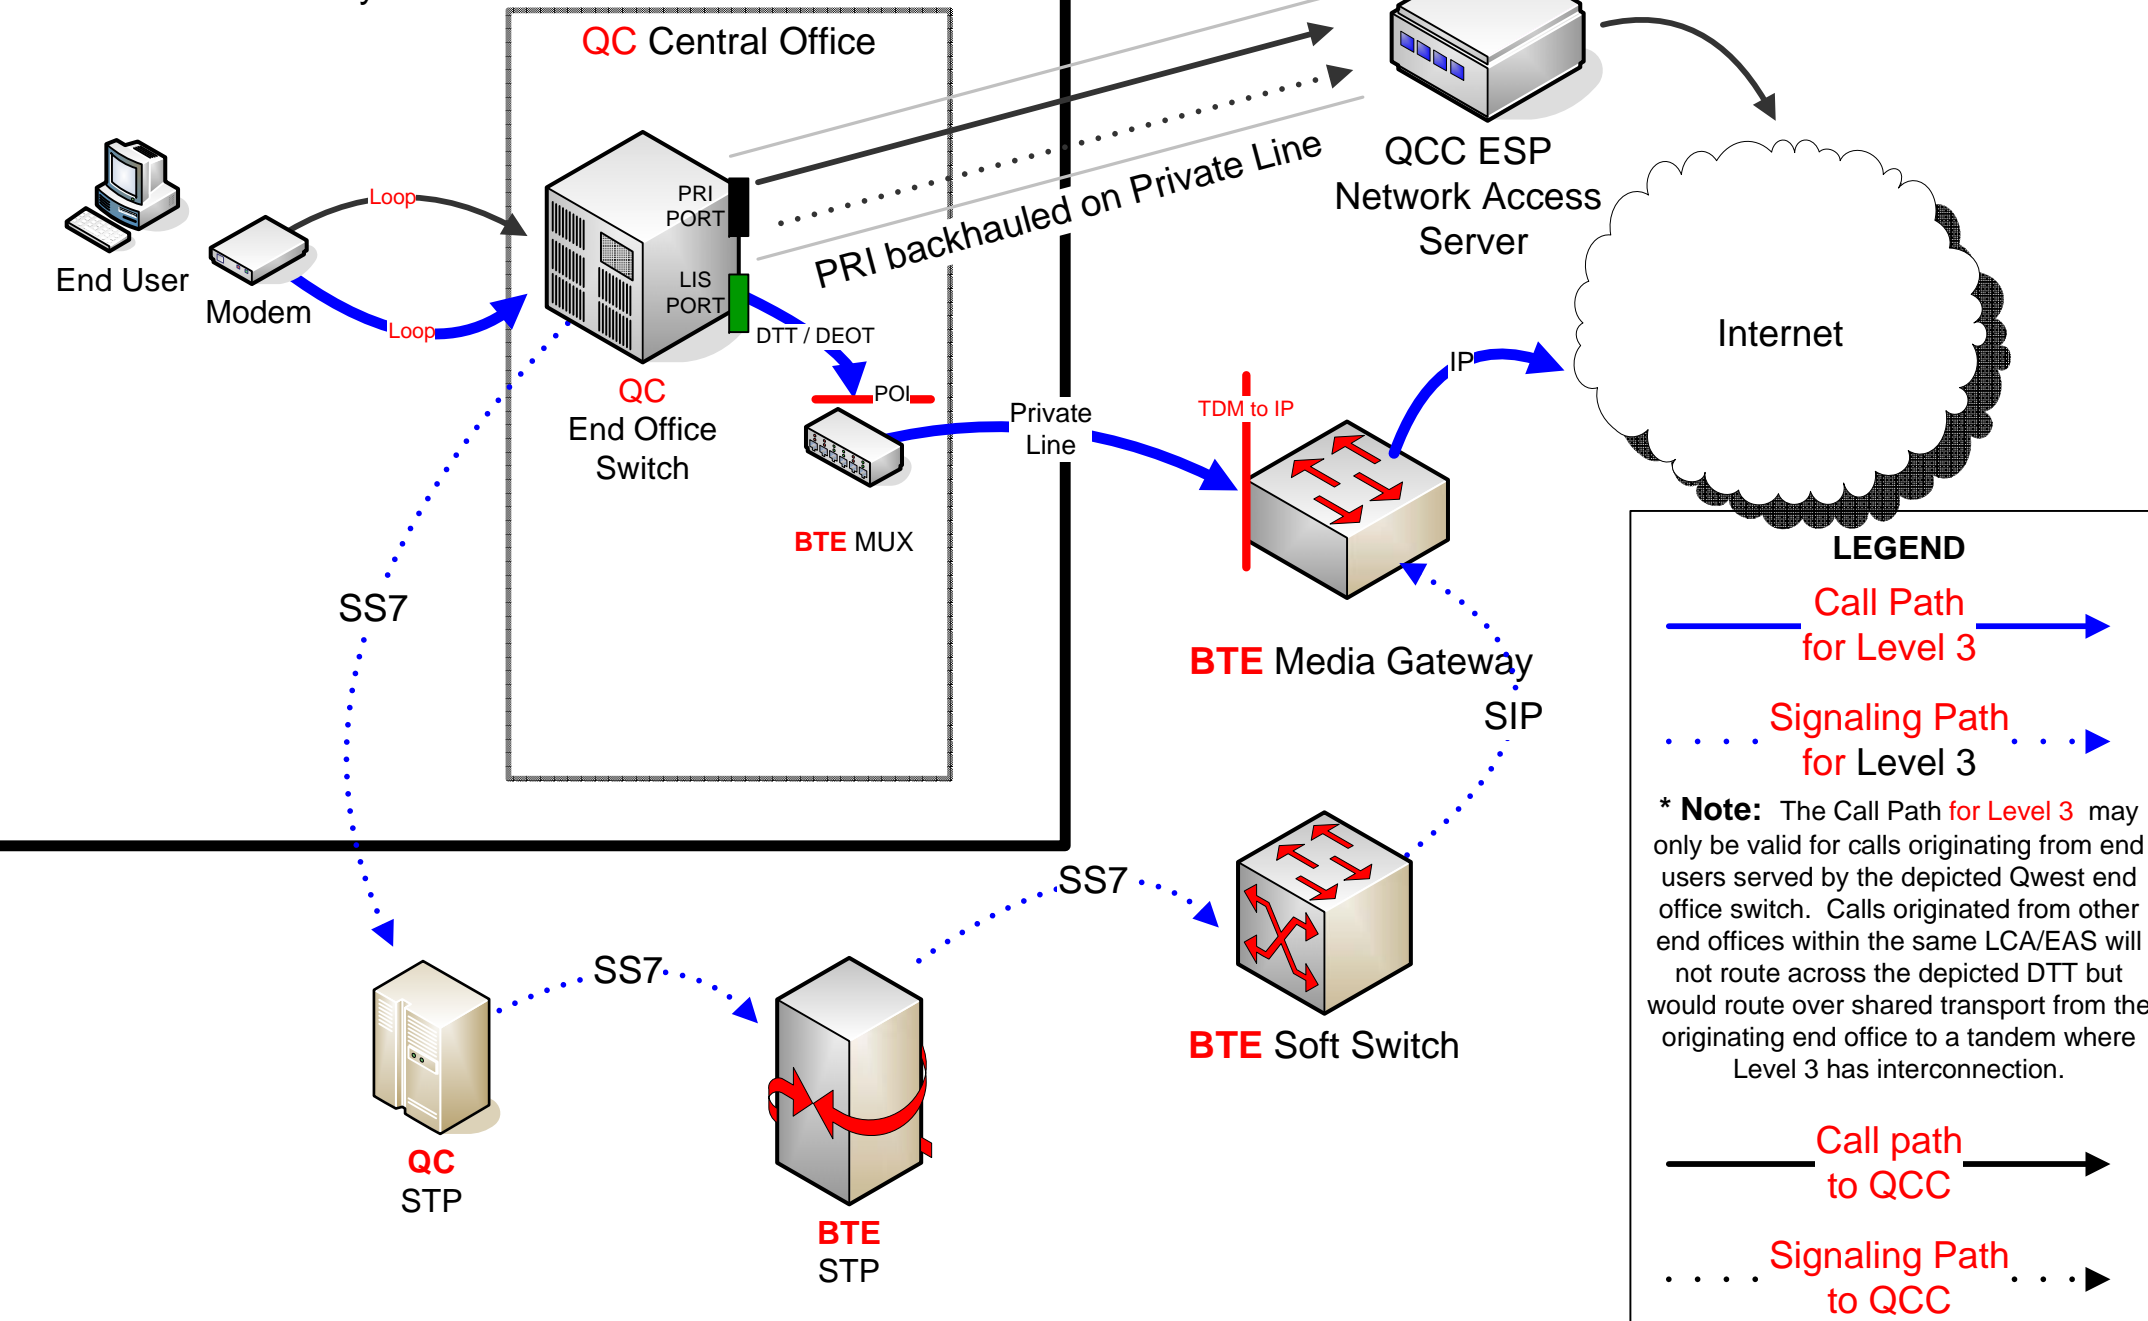 QC Central Office
PRI
PORT
LIS
PORT
Loop
Loop
End User
Modem
DTT / DEOT
POI
QC
End Office
Switch
BTE MUX
PRI backhauled on Private Line
QCC ESP
Network Access
Server
Internet
IP
TDM to IP
Private
Line
BTE Media Gateway
SIP
SS7
SS7
SS7
QC
STP
BTE
STP
BTE Soft Switch
LEGEND
Call Path
for Level 3
Signaling Path
for Level 3
* Note: The Call Path for Level 3 may
only be valid for calls originating from end
users served by the depicted Qwest end
office switch. Calls originated from other
end offices within the same LCA/EAS will
not route across the depicted DTT but
would route over shared transport from the
originating end office to a tandem where
Level 3 has interconnection.
Call path
to QCC
Signaling Path
to QCC